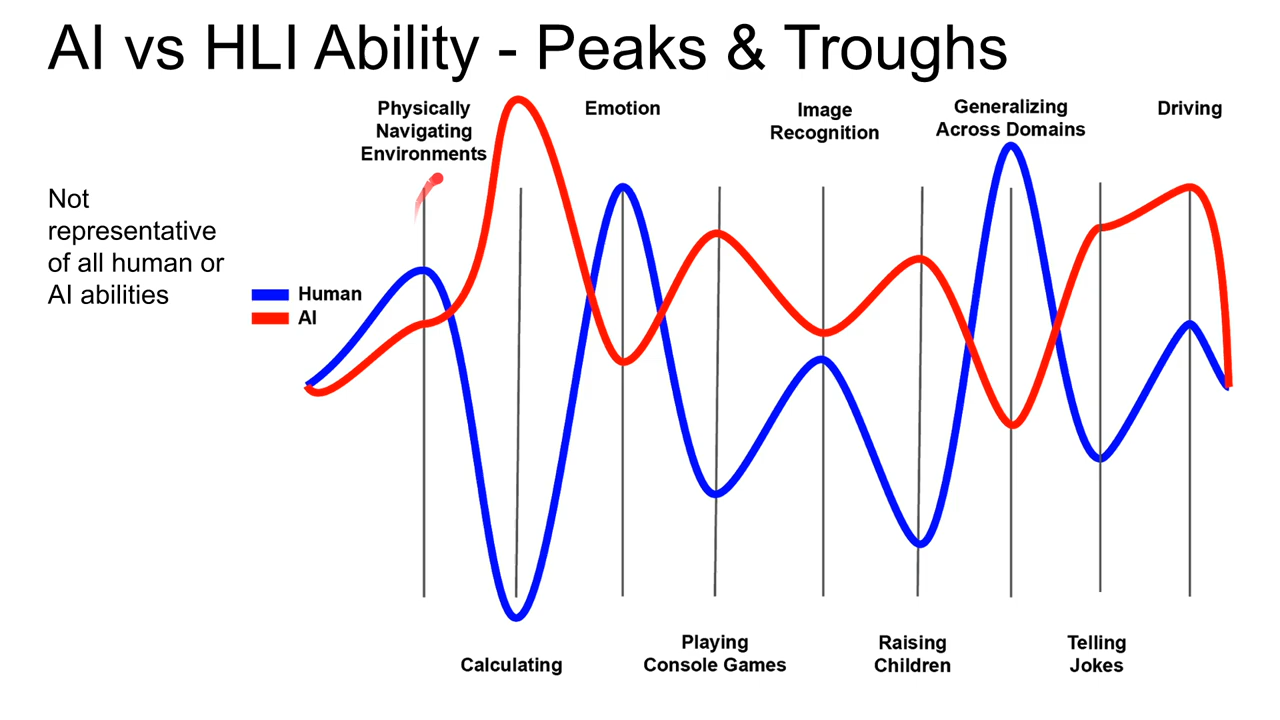 AI vs HLI Ability - Peaks & Troughs
Physically
Navigating
Environments
Emotion
Image
Recognition
Generalizing
Across Domains
Driving
Not
representative
of all human or
AI abilities
Human
AI
Calculating
Playing
Console Games
Raising
Children
Telling
Jokes